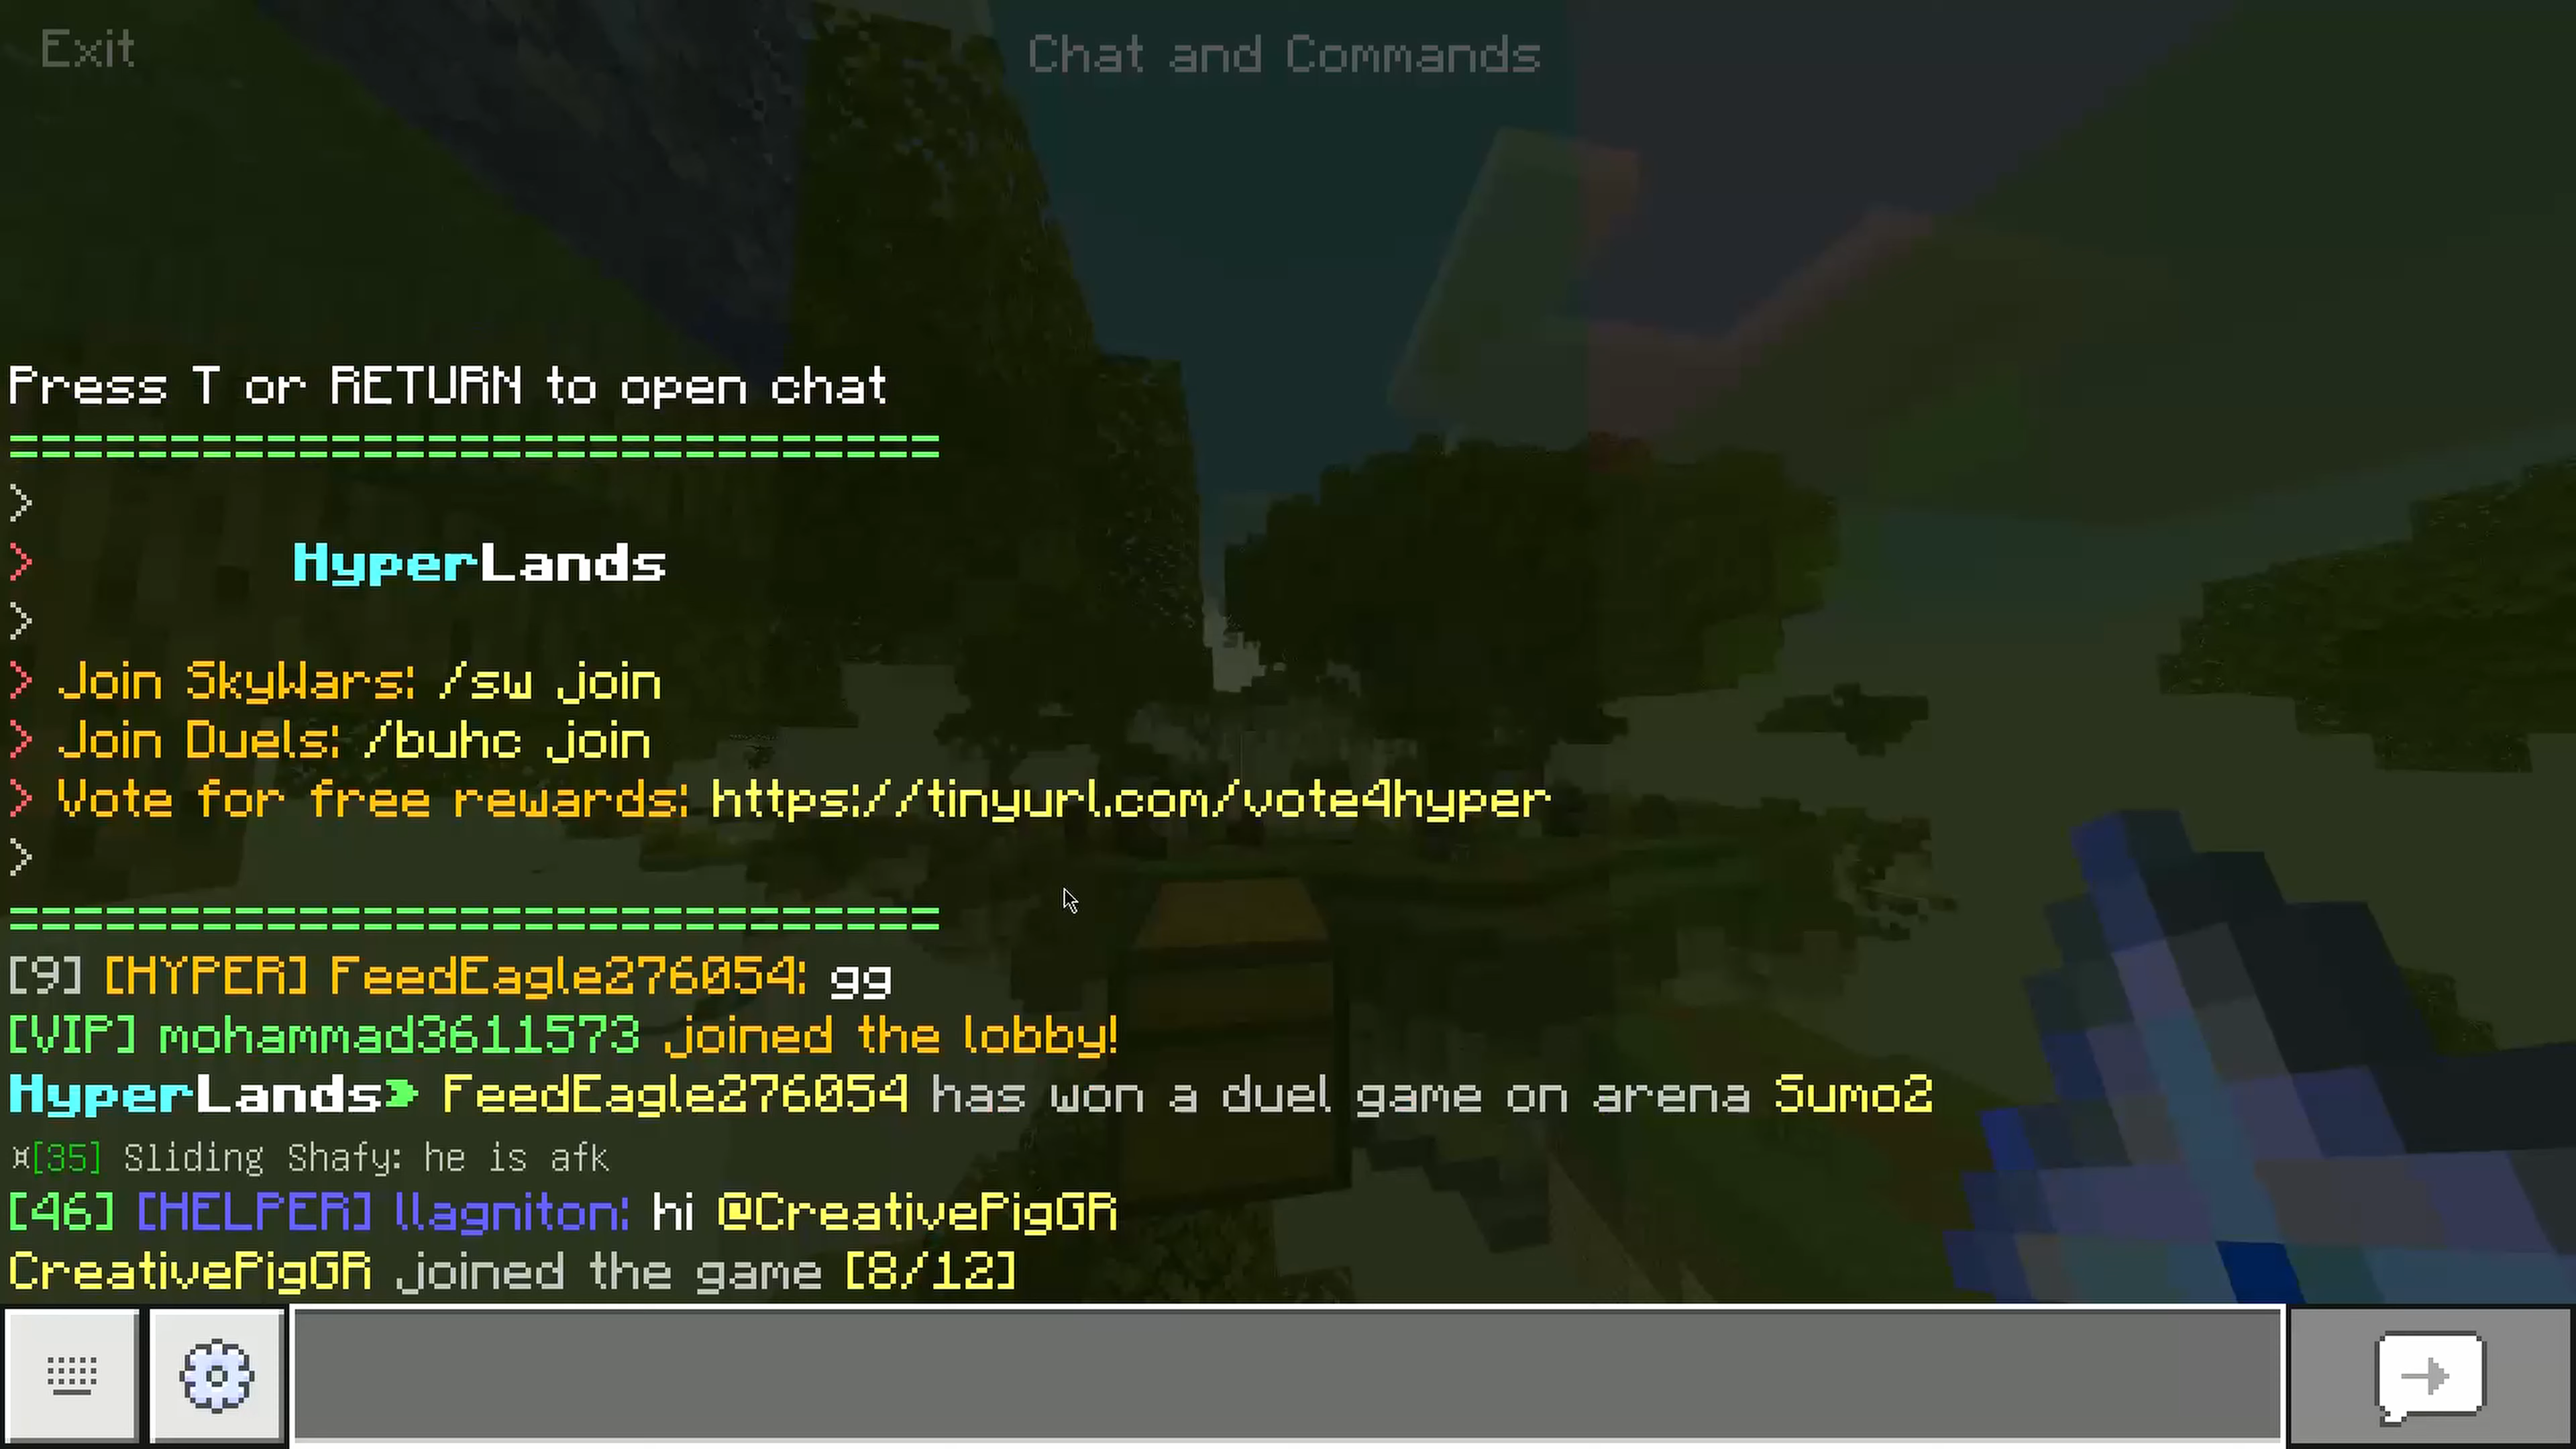 Exit
Chat and Commands
Press T or RETURN to open chat
=============================
>
> HyperLands
>
> Join SkyWars: /sw join
> Join Duels: /buhc join
> Vote for free rewards: https://tinyurl.com/vote4hyper
>
=============================
[9] [HYPER] FeedEagle276054: gg
[VIP] mohammad3611573 joined the lobby!
HyperLands FeedEagle276054 has won a duel game on arena Sumo2
¤[35] Sliding Shafy: he is afk
[46] [HELPER] llagniton: hi @CreativePigGR
CreativePigGR joined the game [8/12]